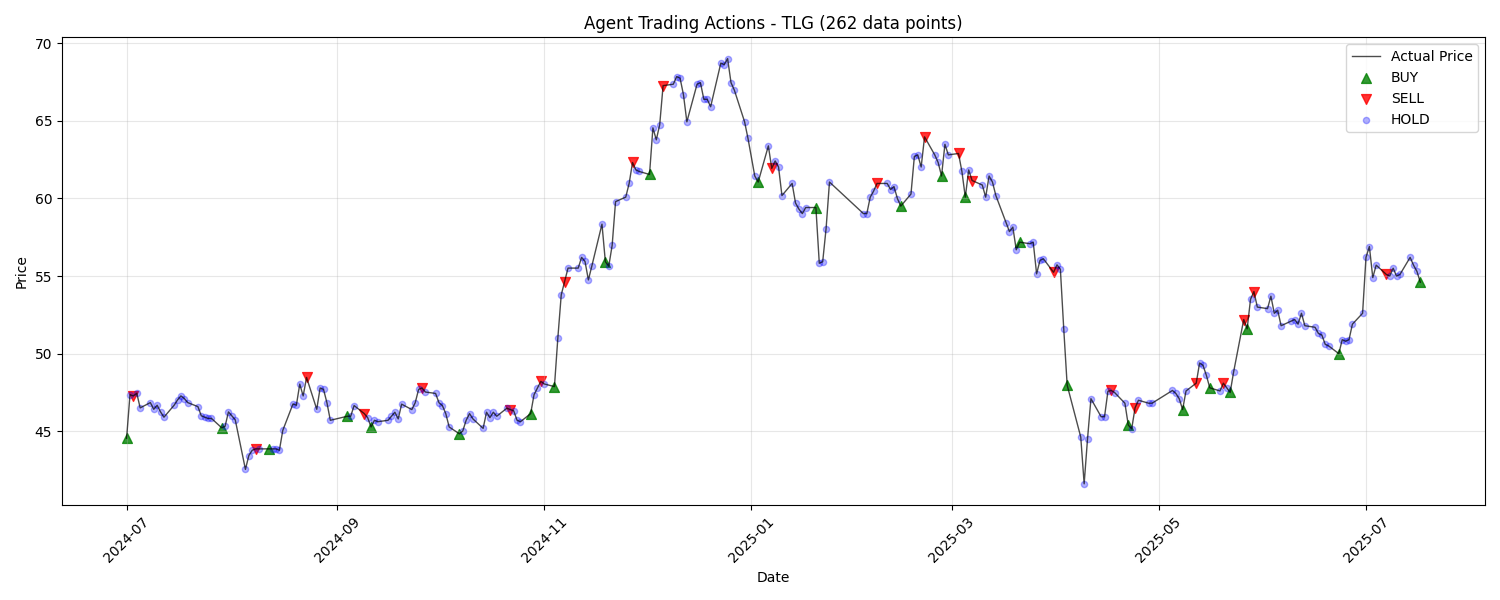 Agent Trading Actions - TLG (262 data points)
70
65
60
55
50
45
Price
Actual Price
BUY
SELL
HOLD
2024-07
2024-09
2024-11
2025-01
2025-03
2025-05
2025-07
Date